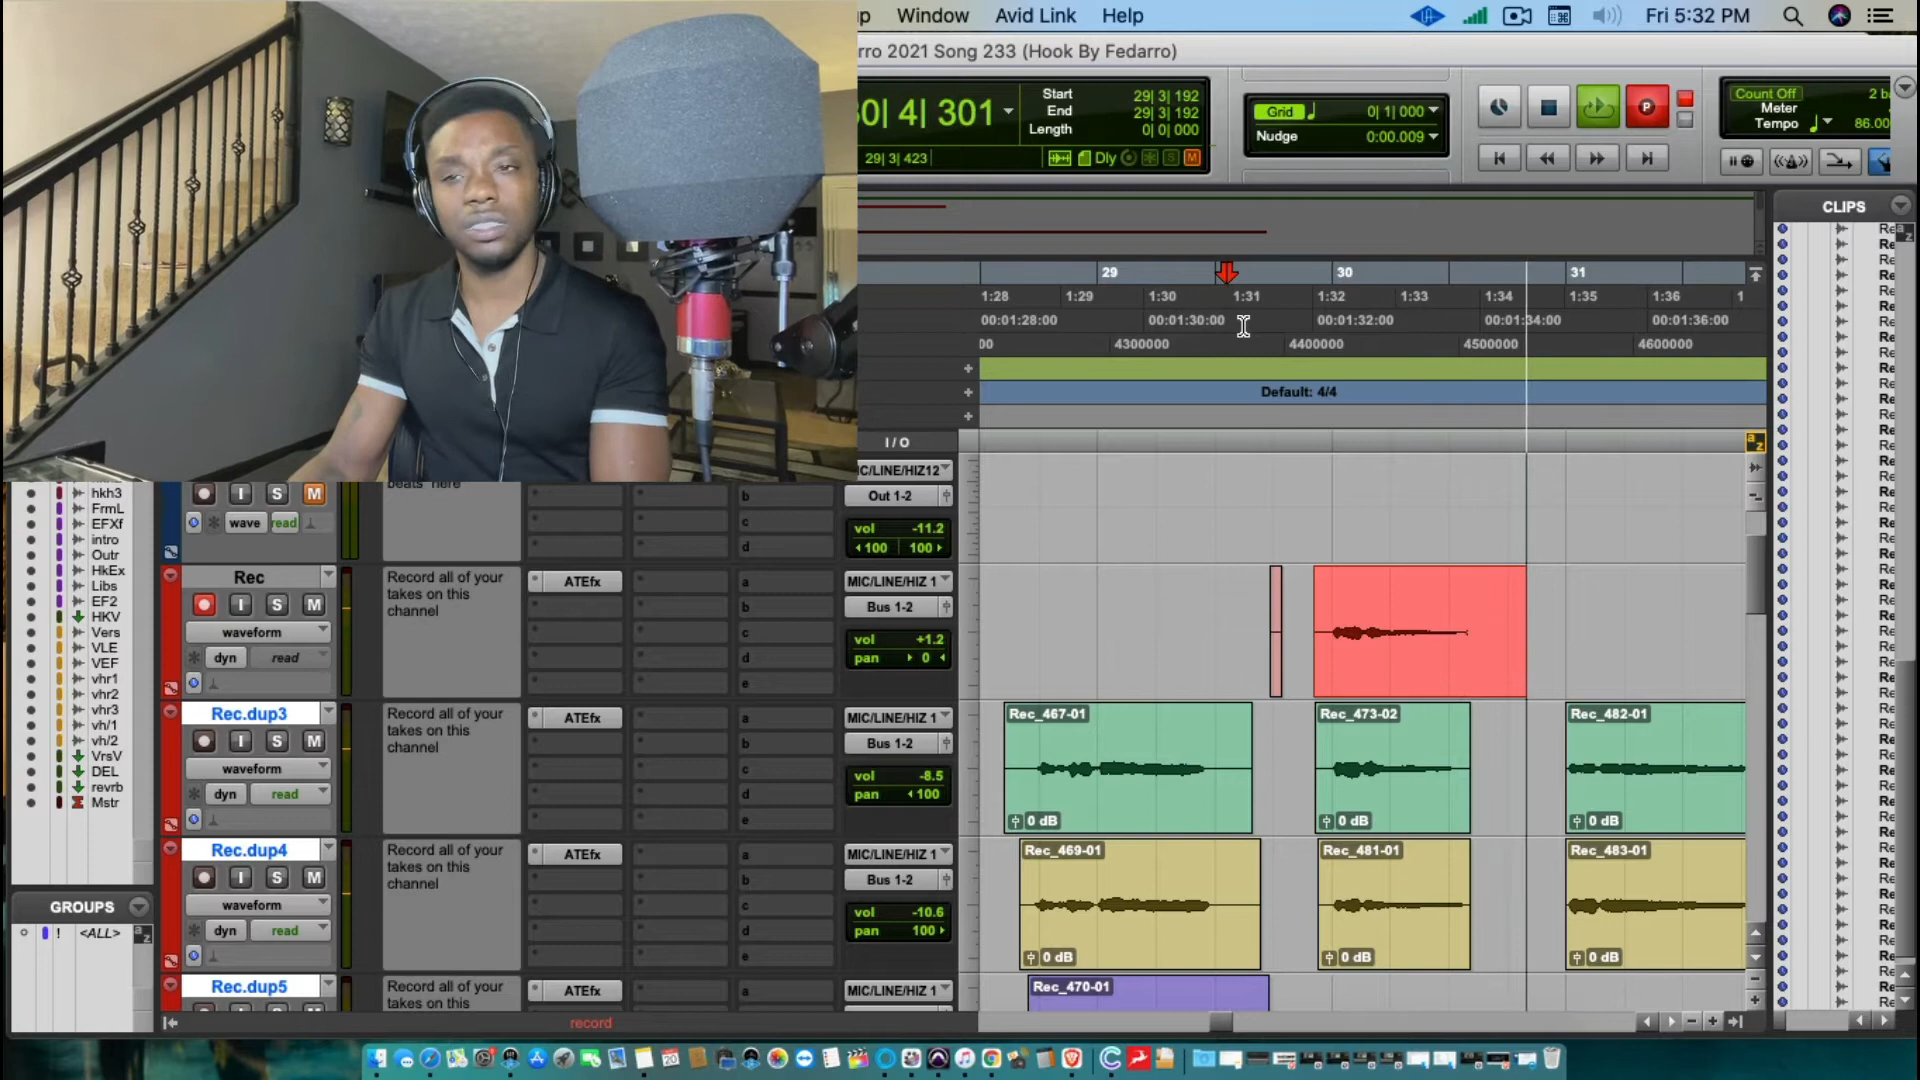 Window Avid Link Help Fri 5:32 PM
rro 2021 Song 233 (Hook By Fedarro)
0| 4| 301
Start 29| 3| 192
End 29| 3| 192
Length 0| 0| 000
29| 3| 423 Dly S M
Grid 0| 1| 000
Nudge 0:00.009
P
Count Off 2 b
Meter
Tempo 86.00
CLIPS
29 30 31
1:28 1:29 1:30 1:31 1:32 1:33 1:34 1:35 1:36 1
00:01:28:00 00:01:30:00 00:01:32:00 00:01:34:00 00:01:36:00
00 4300000 4400000 4500000 4600000
Default: 4/4
I / O
hkh3
FrmL
EFXf
intro
Outr
HkEx
Libs
EF2
HKV
Vers
VLE
VEF
vhr1
vhr2
vhr3
vh/1
vh/2
VrsV
DEL
revrb
Mstr
GROUPS
! <ALL>
I S M
wave read
beats here
b
c
d
C/LINE/HIZ12
Out 1-2
vol -11.2
100 100
Rec
I S M
waveform
dyn read
Record all of your
takes on this
channel
ATEfx
a
b
c
d
e
MIC/LINE/HIZ 1
Bus 1-2
vol +1.2
pan 0
Rec.dup3
I S M
waveform
dyn read
Record all of your
takes on this
channel
ATEfx
a
b
c
d
e
MIC/LINE/HIZ 1
Bus 1-2
vol -8.5
pan 100
Rec_467-01 Rec_473-02 Rec_482-01
0 dB 0 dB 0 dB
Rec.dup4
I S M
waveform
dyn read
Record all of your
takes on this
channel
ATEfx
a
b
c
d
e
MIC/LINE/HIZ 1
Bus 1-2
vol -10.6
pan 100
Rec_469-01 Rec_481-01 Rec_483-01
0 dB 0 dB 0 dB
Rec.dup5
Record all of your
takes on this
ATEfx
a
MIC/LINE/HIZ 1
Rec_470-01
record